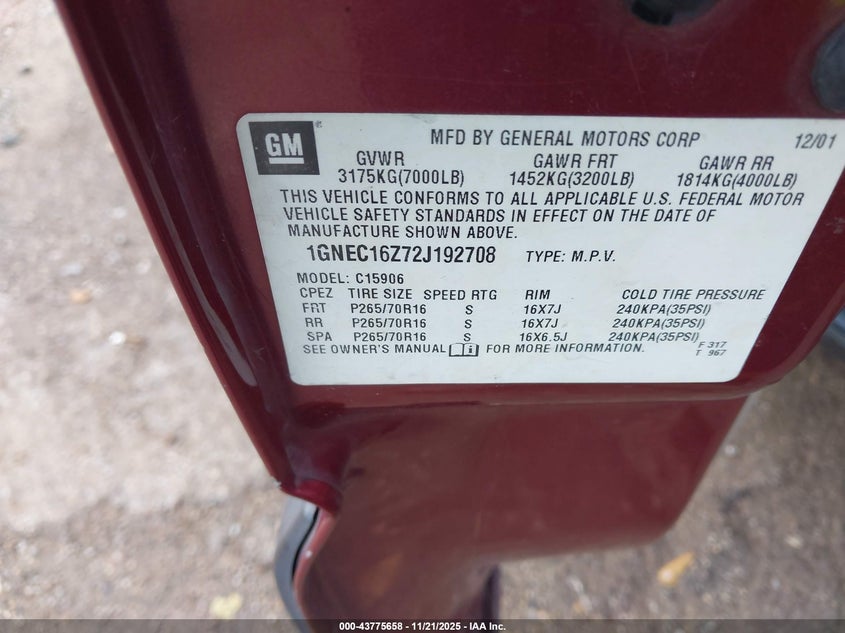 GM ® MFD BY GENERAL MOTORS CORP 12/01
GVWR GAWR FRT GAWR RR
3175KG(7000LB) 1452KG(3200LB) 1814KG(4000LB)
THIS VEHICLE CONFORMS TO ALL APPLICABLE U.S. FEDERAL MOTOR
VEHICLE SAFETY STANDARDS IN EFFECT ON THE DATE OF
MANUFACTURE SHOWN ABOVE.
1GNEC16Z72J192708 TYPE: M.P.V.
MODEL: C15906
CPEZ TIRE SIZE SPEED RTG RIM COLD TIRE PRESSURE
FRT P265/70R16 S 16X7J 240KPA(35PSI)
RR P265/70R16 S 16X7J 240KPA(35PSI)
SPA P265/70R16 S 16X6.5J 240KPA(35PSI)
SEE OWNER'S MANUAL FOR MORE INFORMATION. F 317
T 967
000-43775658 - 11/21/2025 - IAA Inc.